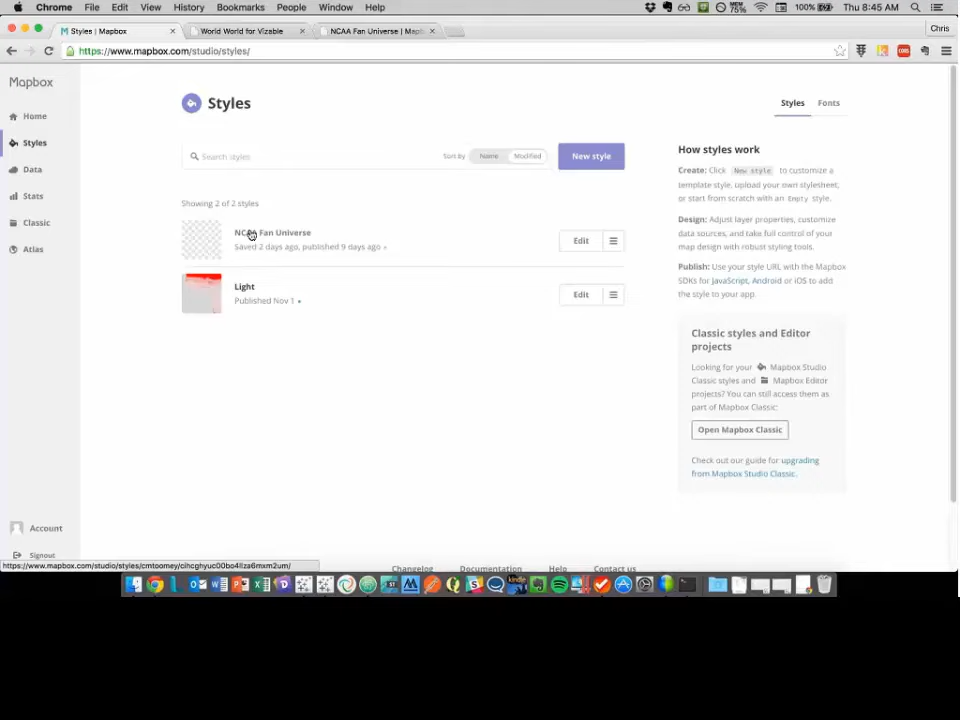 Chrome File Edit View History Bookmarks People Window Help
100% Thu 8:45 AM
Styles | Mapbox
World World for Vizable
NCAA Fan Universe | Map
Chris
https://www.mapbox.com/studio/styles/
Mapbox
Home
Styles
Data
Stats
Classic
Atlas
Account
Signout
Styles
Styles Fonts
Search styles
Sort by Name Modified
New style
Showing 2 of 2 styles
NCAA Fan Universe
Saved 2 days ago, published 9 days ago
Edit
Light
Published Nov 1
Edit
How styles work
Create: Click New style to customize a
template style, upload your own stylesheet,
or start from scratch with an Empty style.
Design: Adjust layer properties, customize
data sources, and take full control of your
map design with robust styling tools.
Publish: Use your style URL with the Mapbox
SDKs for JavaScript, Android or iOS to add
the style to your app.
Classic styles and Editor
projects?
Looking for your Mapbox Studio
Classic styles and Mapbox Editor
projects? You can still access them as
part of Mapbox Classic:
Open Mapbox Classic
Check out our guide for upgrading
from Mapbox Studio Classic.
Changelog Documentation Help Contact us